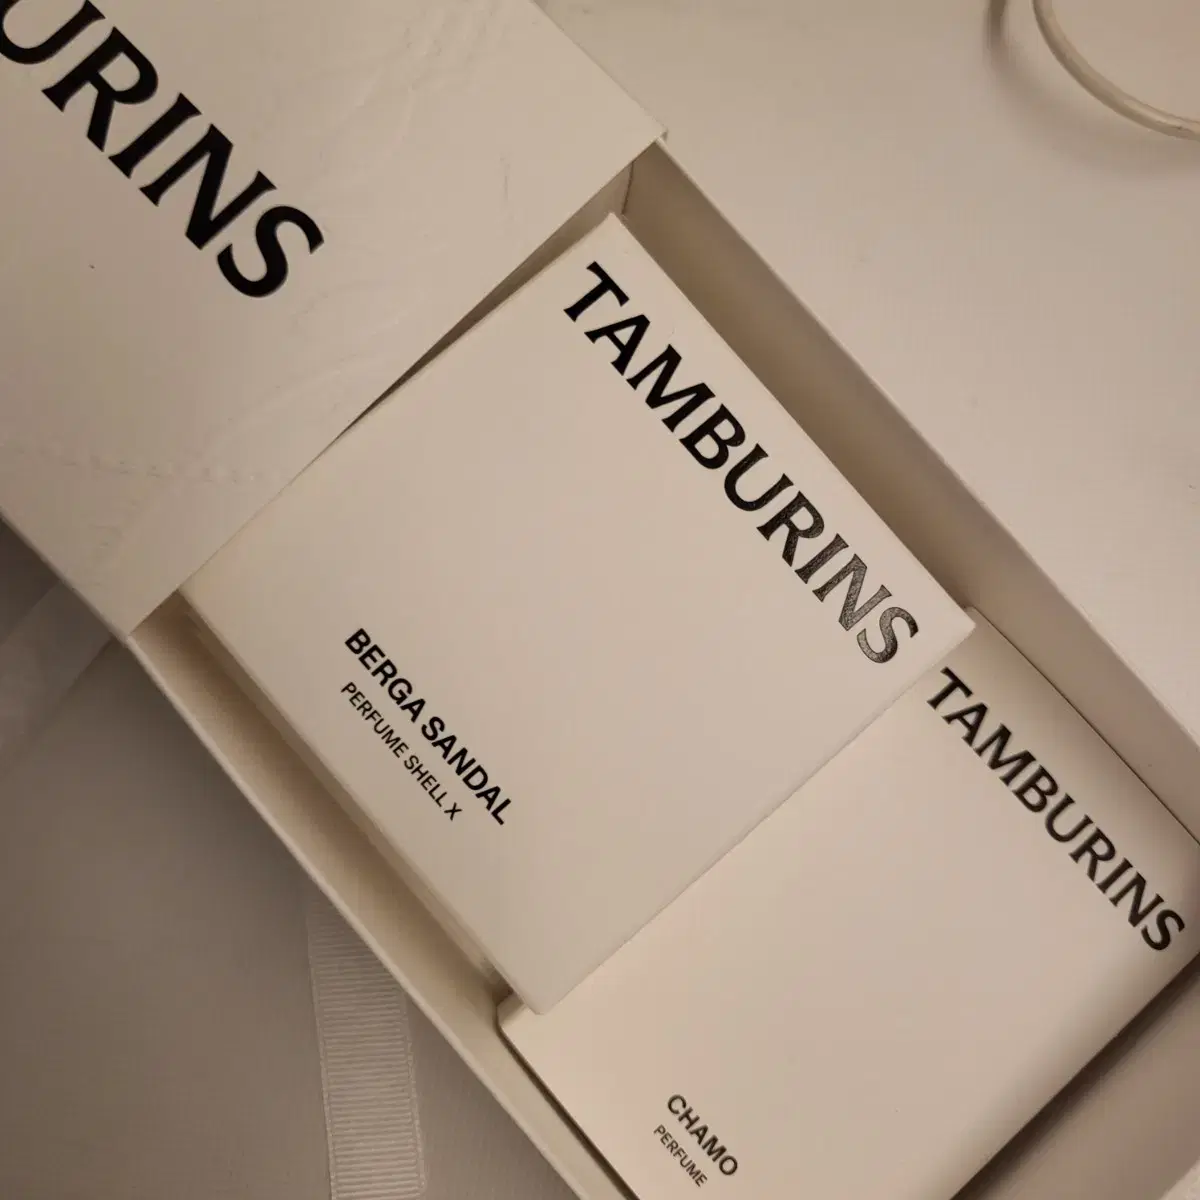 URINS
TAMBURINS
BERGA SANDAL
PERFUME SHELL X
TAMBURINS
CHAMO
PERFUME